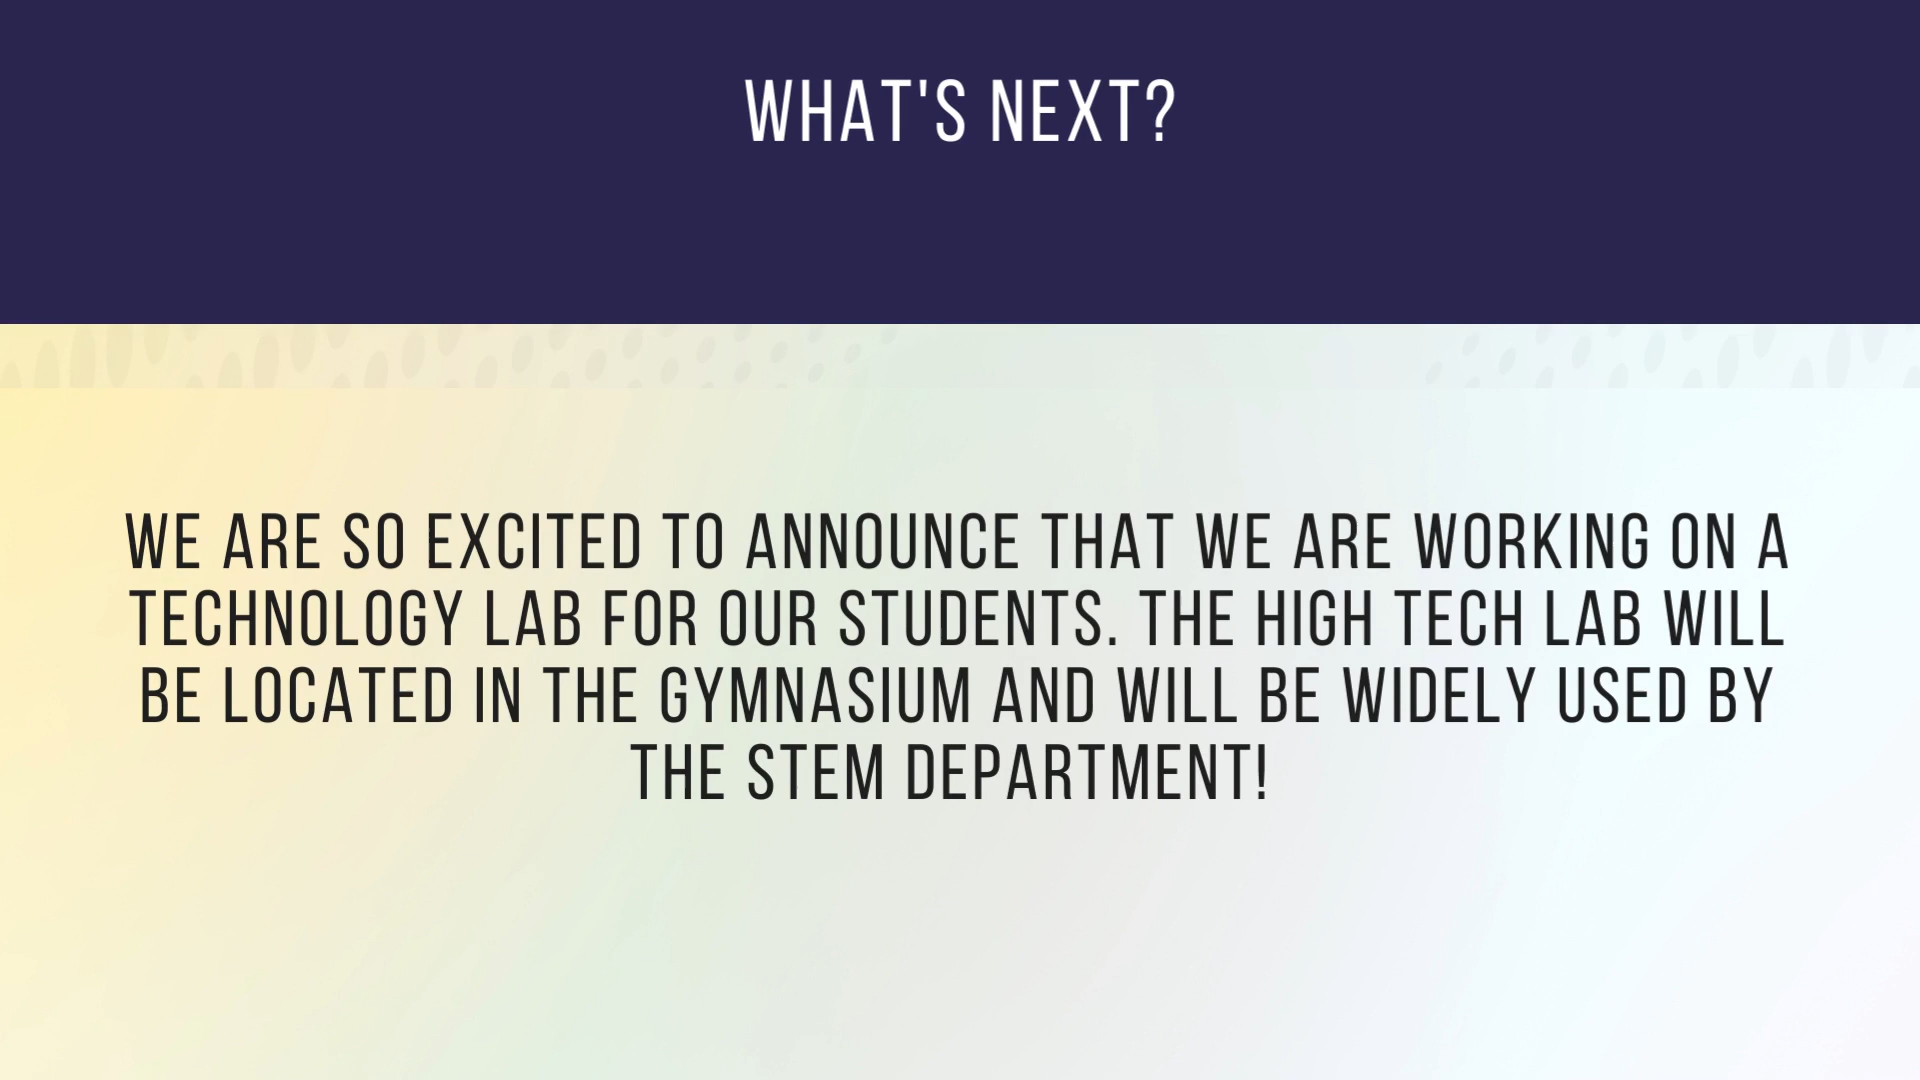 WHAT'S NEXT?
WE ARE SO EXCITED TO ANNOUNCE THAT WE ARE WORKING ON A
TECHNOLOGY LAB FOR OUR STUDENTS. THE HIGH TECH LAB WILL
BE LOCATED IN THE GYMNASIUM AND WILL BE WIDELY USED BY
THE STEM DEPARTMENT!